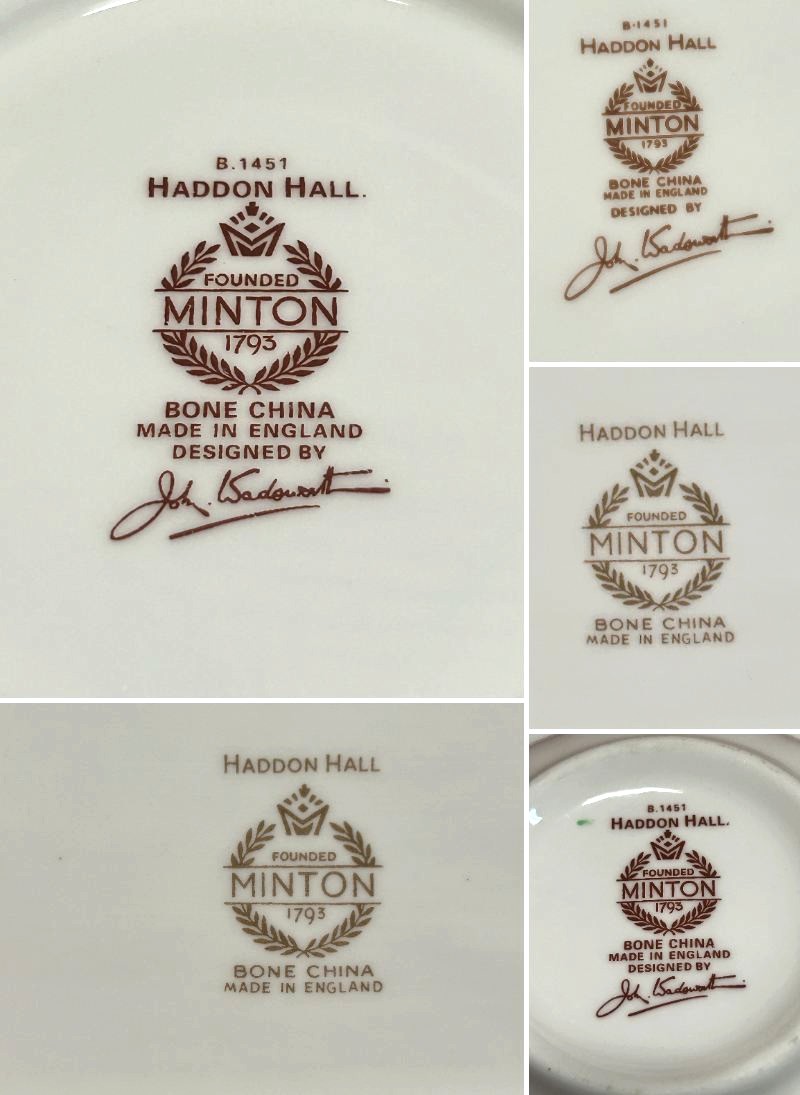 B.1451
HADDON HALL.
FOUNDED
MINTON
1793
BONE CHINA
MADE IN ENGLAND
DESIGNED BY
John Wadsworth
B·1451
HADDON HALL
FOUNDED
MINTON
1793
BONE CHINA
MADE IN ENGLAND
DESIGNED BY
John Wadsworth
HADDON HALL
FOUNDED
MINTON
1793
BONE CHINA
MADE IN ENGLAND
HADDON HALL
FOUNDED
MINTON
1793
BONE CHINA
MADE IN ENGLAND
B.1451
HADDON HALL.
FOUNDED
MINTON
1793
BONE CHINA
MADE IN ENGLAND
DESIGNED BY
John Wadsworth